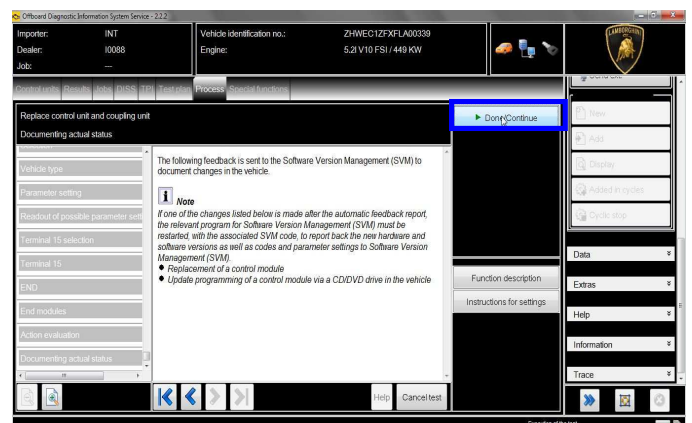 Offboard Diagnostic Information System Service - 2.2.2
Importer: INT
Dealer: I0088
Job: ---
Vehicle identification no.: ZHWEC1ZFXFLA00339
Engine: 5.2l V10 FSI / 449 KW
LAMBORGHINI
Control units Results Jobs DISS TPI Test plan Process Special functions
Replace control unit and coupling unit
Documenting actual status
Done/Continue
Vehicle type
Parameter setting
Readout of possible parameter sett
Terminal 15 selection
Terminal 15
END
End modules
Action evaluation
Documenting actual status
The following feedback is sent to the Software Version Management (SVM) to
document changes in the vehicle.
i Note
If one of the changes listed below is made after the automatic feedback report,
the relevant program for Software Version Management (SVM) must be
restarted, with the associated SVM code, to report back the new hardware and
software versions as well as codes and parameter settings to Software Version
Management (SVM).
● Replacement of a control module
● Update programming of a control module via a CD/DVD drive in the vehicle
Function description
Instructions for settings
Help
Cancel test
New
Add
Display
Added in cycles
Cyclic stop
Data
Extras
Help
Information
Trace